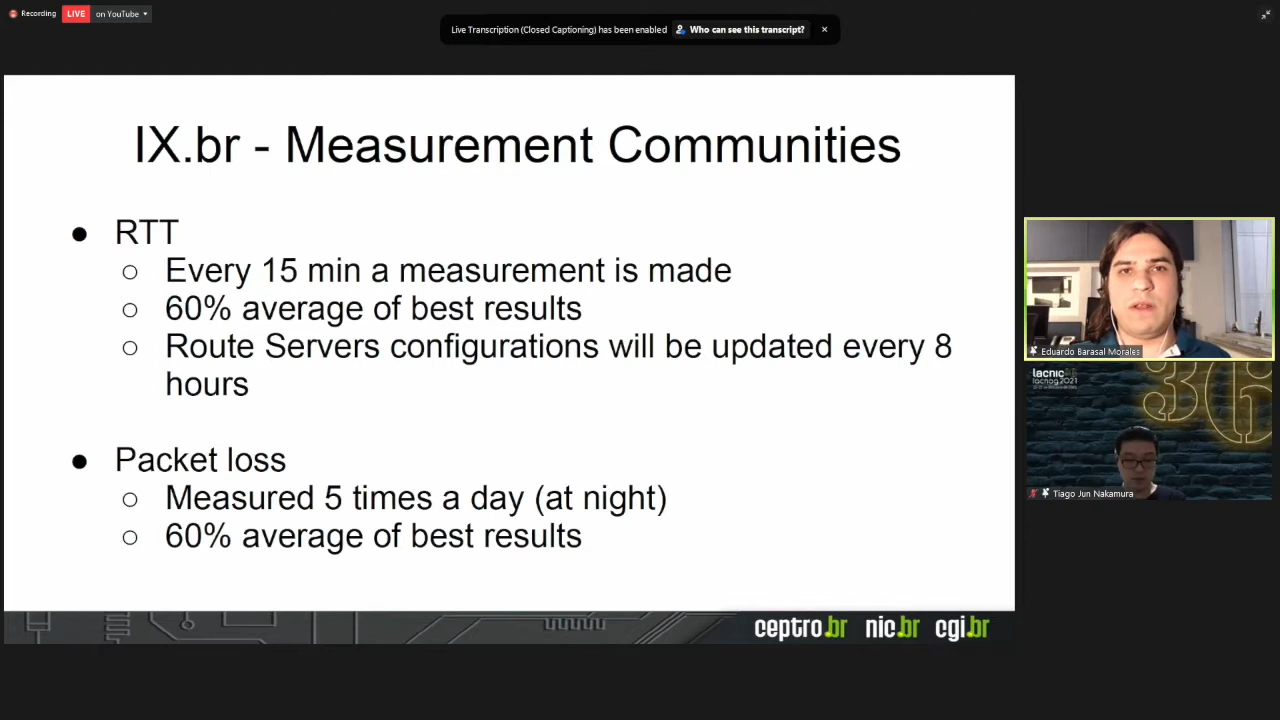 Recording LIVE on YouTube
Live Transcription (Closed Captioning) has been enabled Who can see this transcript?
IX.br - Measurement Communities
● RTT
○ Every 15 min a measurement is made
○ 60% average of best results
○ Route Servers configurations will be updated every 8
hours
● Packet loss
○ Measured 5 times a day (at night)
○ 60% average of best results
ceptro.br nic.br cgi.br
Eduardo Barasal Morales
lacnic36
lacnog 2021
36
Tiago Jun Nakamura